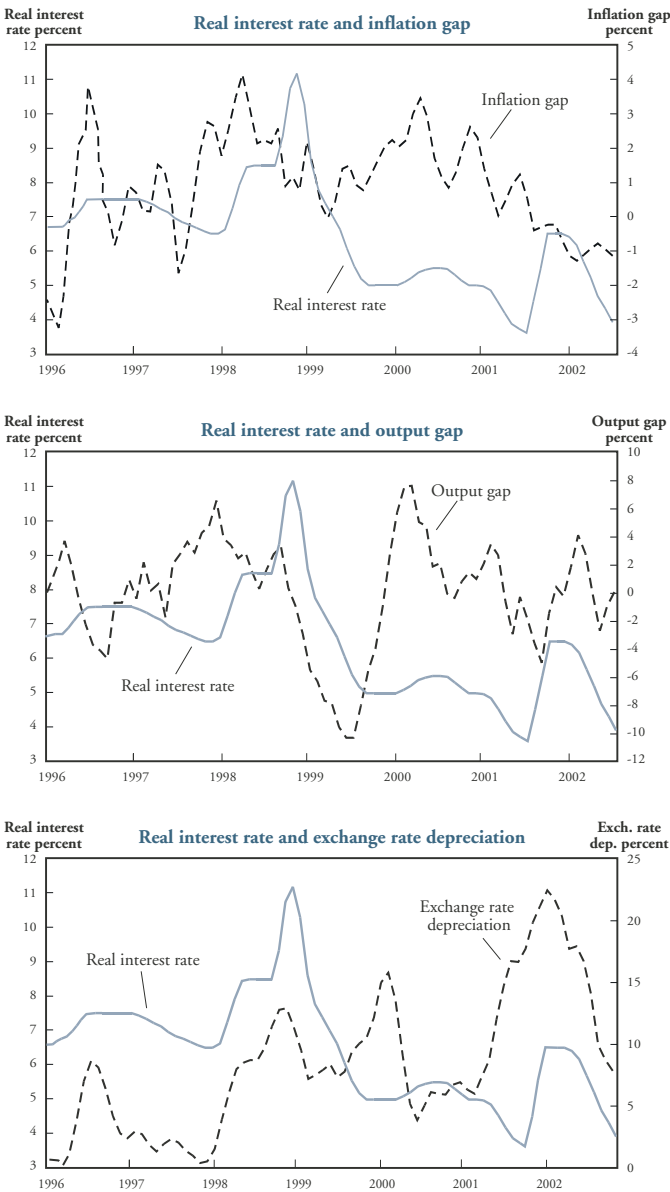 Real interest
rate percent
Real interest rate and inflation gap
Inflation gap
percent
12
11
10
9
8
7
6
5
4
3
5
4
3
2
1
0
-1
-2
-3
-4
Inflation gap
Real interest rate
1996 1997 1998 1999 2000 2001 2002
Real interest
rate percent
Real interest rate and output gap
Output gap
percent
12
11
10
9
8
7
6
5
4
3
10
8
6
4
2
0
-2
-4
-6
-8
-10
-12
Output gap
Real interest rate
1996 1997 1998 1999 2000 2001 2002
Real interest
rate percent
Real interest rate and exchange rate depreciation
Exch. rate
dep. percent
12
11
10
9
8
7
6
5
4
3
25
20
15
10
5
0
Exchange rate
depreciation
Real interest rate
1996 1997 1998 1999 2000 2001 2002